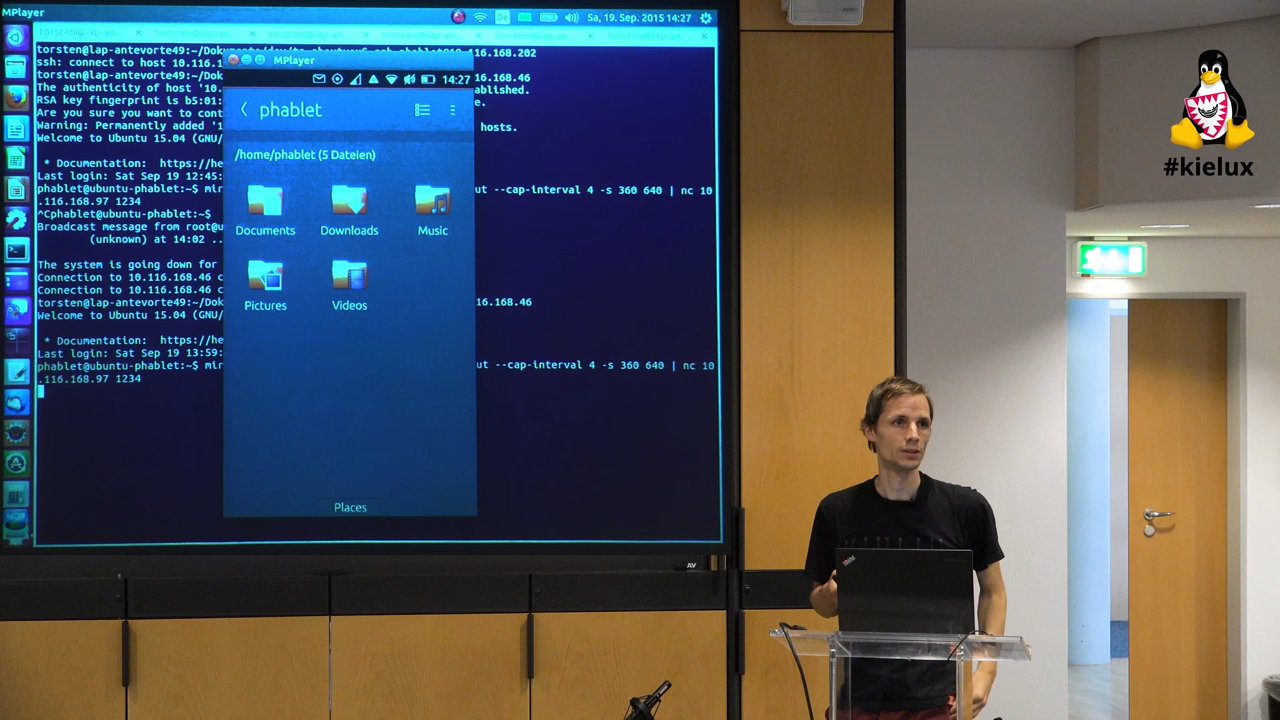 MPlayer
De
Sa, 19. Sep. 2015 14:27
torsten@lap-antevorte49:~/Dokumente/dev/
.116.168.202
ssh: connect to host 10.116.1
MPlayer
torsten@lap-antevorte49:~/Dok
16.168.46
The authenticity of host '10.
ablished.
14:27
RSA key fingerprint is b5:01:
e.
Are you sure you want to cont
phablet
Warning: Permanently added '1
hosts.
Welcome to Ubuntu 15.04 (GNU/
/home/phablet (5 Dateien)
* Documentation: https://he
Last login: Sat Sep 19 12:45:
phablet@ubuntu-phablet:~$ mir
ut --cap-interval 4 -s 360 640 | nc 10
.116.168.97 1234
^Cphablet@ubuntu-phablet:~$
Broadcast message from root@u
(unknown) at 14:02 ..
Documents
Downloads
Music
The system is going down for
Connection to 10.116.168.46 c
Connection to 10.116.168.46 c
torsten@lap-antevorte49:~/Dok
16.168.46
Welcome to Ubuntu 15.04 (GNU/
Pictures
Videos
* Documentation: https://he
Last login: Sat Sep 19 13:59:
phablet@ubuntu-phablet:~$ mir
ut --cap-interval 4 -s 360 640 | nc 10
.116.168.97 1234
Places
AV
#kielux
ThinkPad